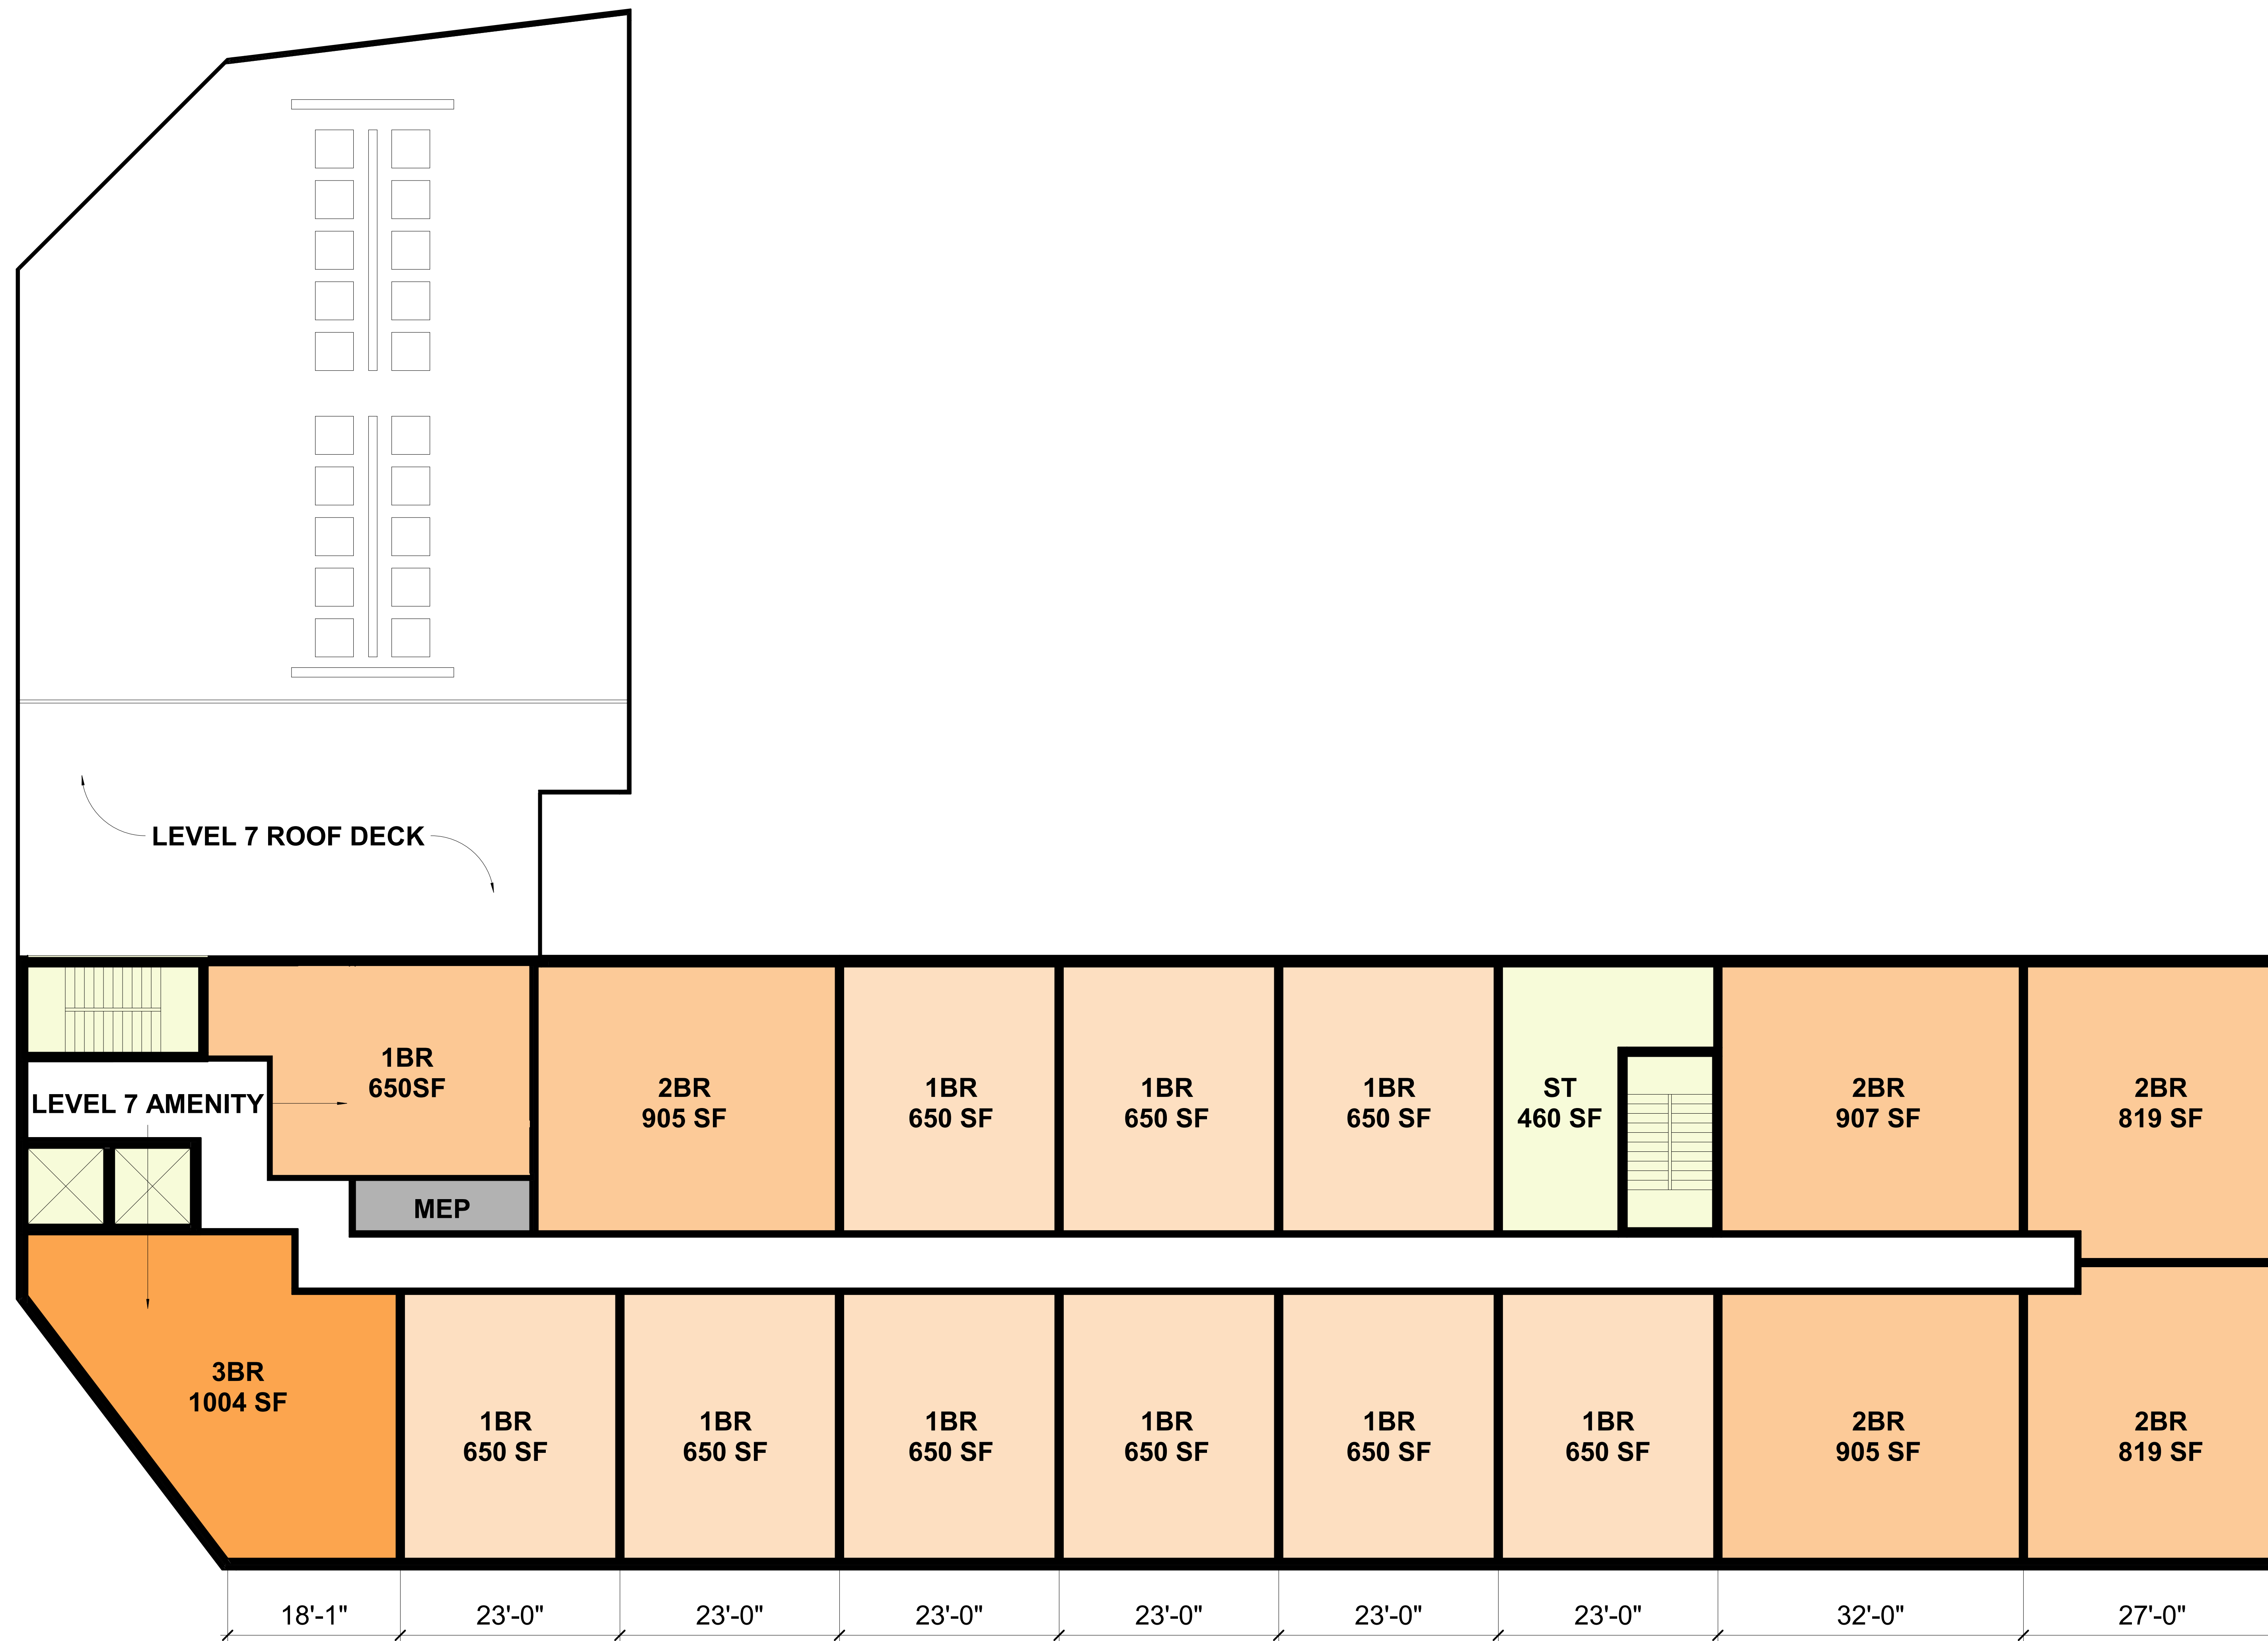 LEVEL 7 ROOF DECK
1BR
650SF
2BR
905 SF
1BR
650 SF
1BR
650 SF
1BR
650 SF
ST
460 SF
2BR
907 SF
2BR
819 SF
LEVEL 7 AMENITY
MEP
3BR
1004 SF
1BR
650 SF
1BR
650 SF
1BR
650 SF
1BR
650 SF
1BR
650 SF
1BR
650 SF
2BR
905 SF
2BR
819 SF
18'-1"
23'-0"
23'-0"
23'-0"
23'-0"
23'-0"
23'-0"
32'-0"
27'-0"